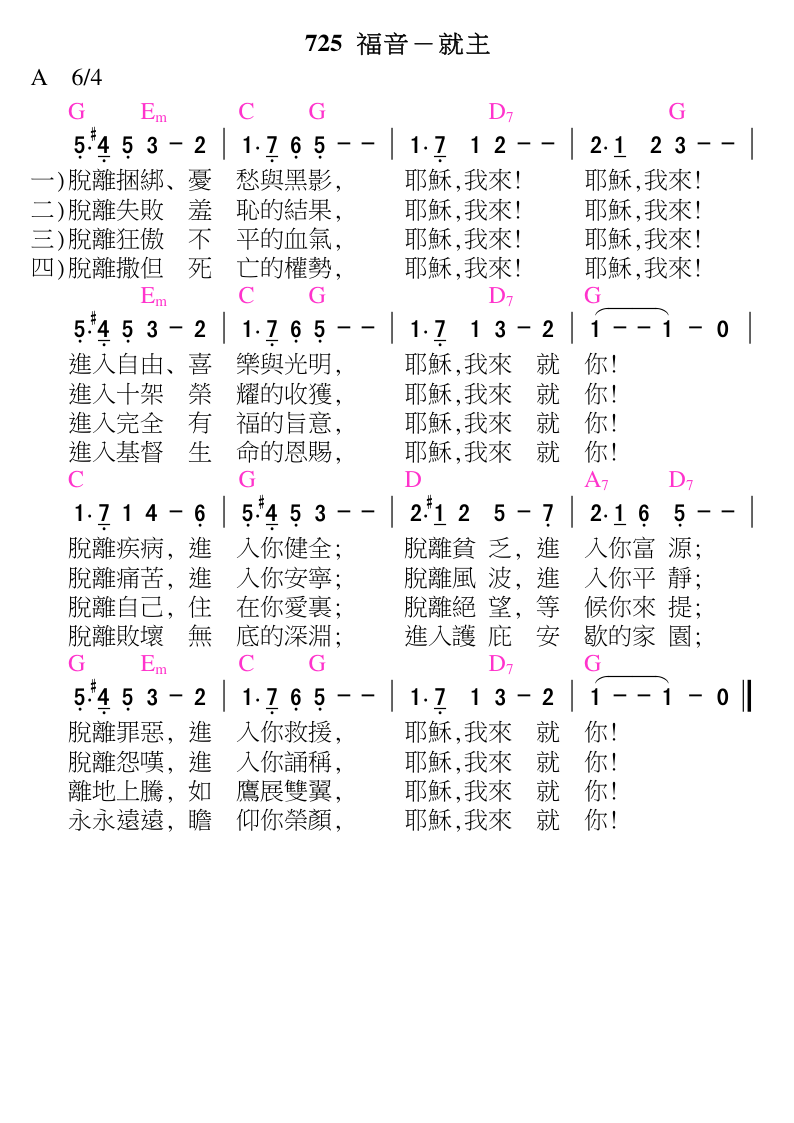 725 福音－就主
A 6/4
G Em C G D7 G
5. #4 5 3 － 2 | 1. 7 6 5 － － | 1. 7 1 2 － － | 2. 1 2 3 － － |
一)脫離捆綁、憂 愁與黑影, 耶穌,我來! 耶穌,我來!
二)脫離失敗 羞 恥的結果, 耶穌,我來! 耶穌,我來!
三)脫離狂傲 不 平的血氣, 耶穌,我來! 耶穌,我來!
四)脫離撒但 死 亡的權勢, 耶穌,我來! 耶穌,我來!
Em C G D7 G
5. #4 5 3 － 2 | 1. 7 6 5 － － | 1. 7 1 3 － 2 | 1 － － 1 － 0 |
進入自由、喜 樂與光明, 耶穌,我來 就 你!
進入十架 榮 耀的收獲, 耶穌,我來 就 你!
進入完全 有 福的旨意, 耶穌,我來 就 你!
進入基督 生 命的恩賜, 耶穌,我來 就 你!
C G D A7 D7
1. 7 1 4 － 6 | 5. #4 5 3 － － | 2. #1 2 5 － 7 | 2. 1 6 5 － － |
脫離疾病, 進 入你健全; 脫離貧 乏, 進 入你富 源;
脫離痛苦, 進 入你安寧; 脫離風 波, 進 入你平 靜;
脫離自己, 住 在你愛裏; 脫離絕 望, 等 候你來 提;
脫離敗壞 無 底的深淵; 進入護 庇 安 歇的家 園;
G Em C G D7 G
5. #4 5 3 － 2 | 1. 7 6 5 － － | 1. 7 1 3 － 2 | 1 － － 1 － 0 ‖
脫離罪惡, 進 入你救援, 耶穌,我來 就 你!
脫離怨嘆, 進 入你誦稱, 耶穌,我來 就 你!
離地上騰, 如 鷹展雙翼, 耶穌,我來 就 你!
永永遠遠, 瞻 仰你榮顏, 耶穌,我來 就 你!